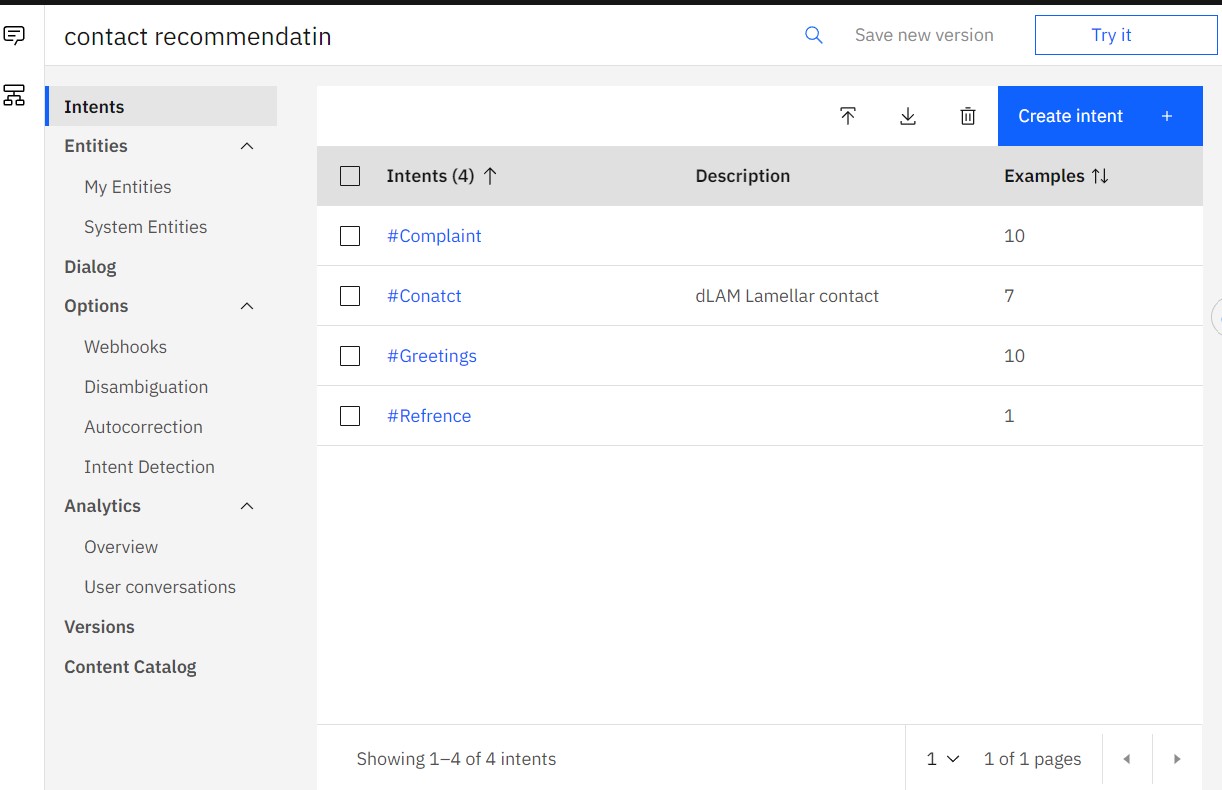 contact recommendatin
Save new version
Try it
Intents
Entities
My Entities
System Entities
Dialog
Options
Webhooks
Disambiguation
Autocorrection
Intent Detection
Analytics
Overview
User conversations
Versions
Content Catalog
Create intent +
Intents (4) Description Examples
#Complaint 10
#Conatct dLAM Lamellar contact 7
#Greetings 10
#Refrence 1
Showing 1–4 of 4 intents 1 1 of 1 pages